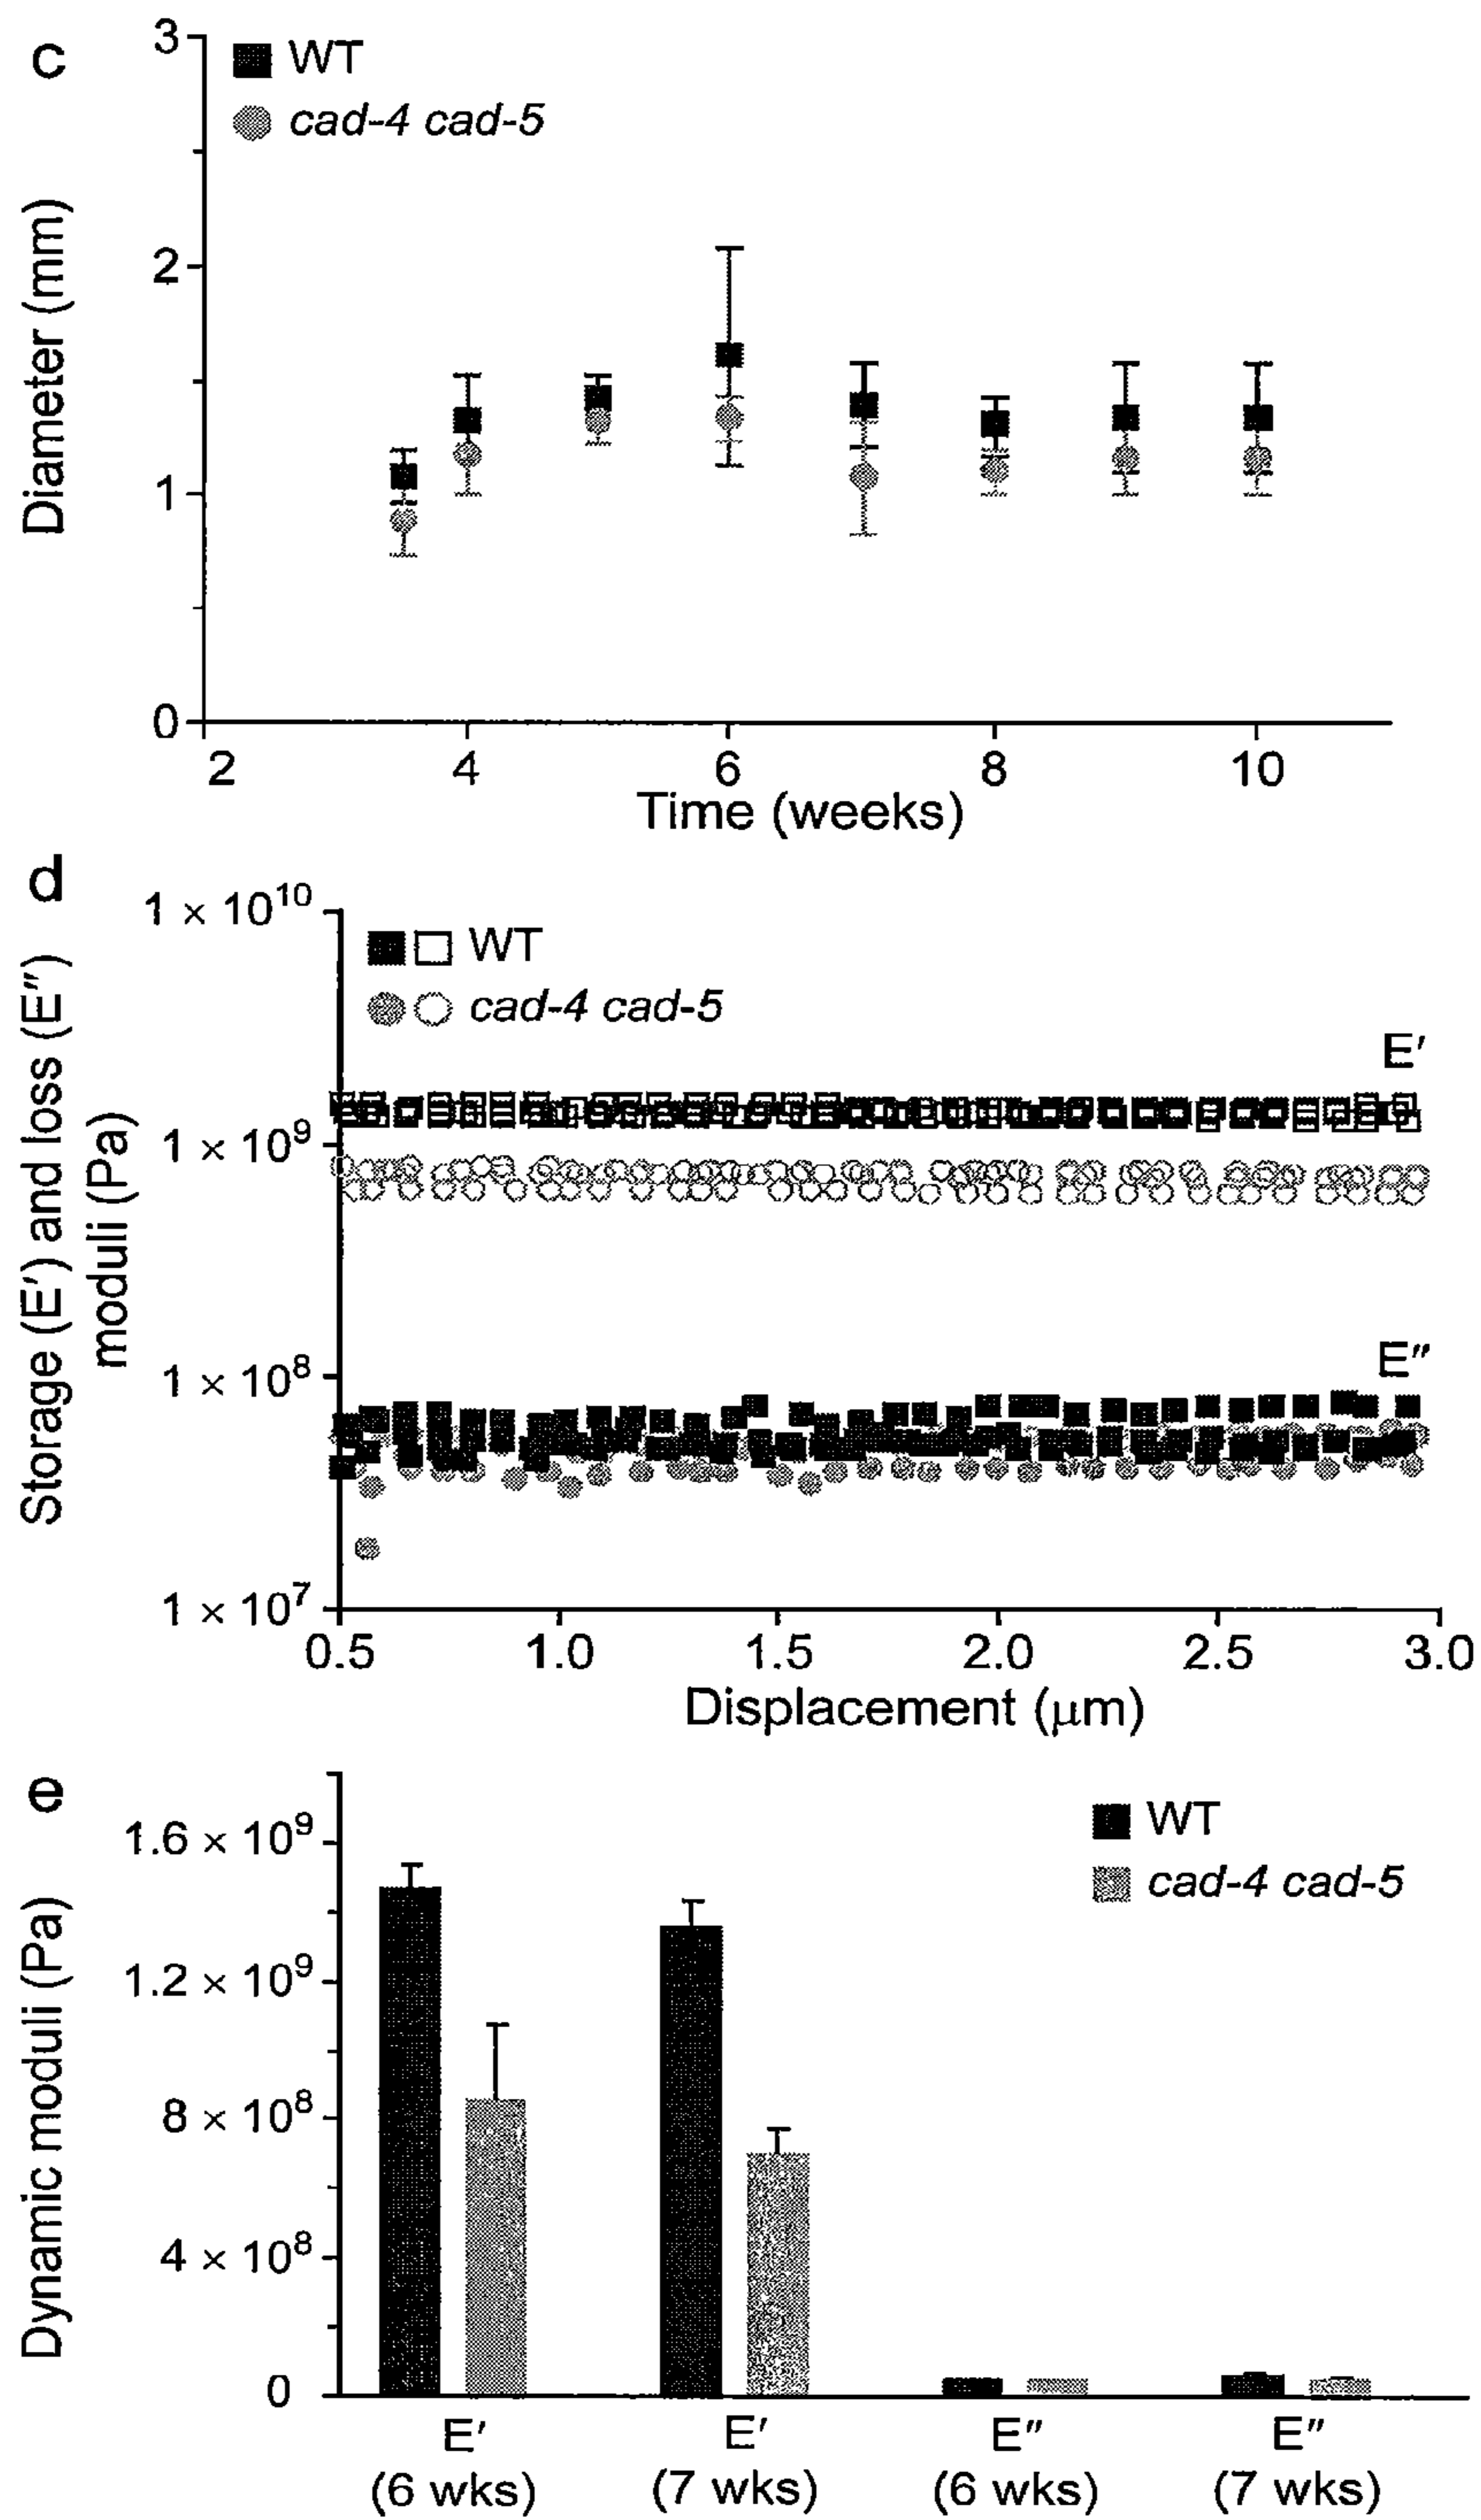 c
3
WT
cad-4 cad-5
2
1
0
Diameter (mm)
2 4 6 8 10
Time (weeks)
d
1 × 10¹⁰
WT
cad-4 cad-5
E′
1 × 10⁹
E″
1 × 10⁸
1 × 10⁷
Storage (E′) and loss (E″)
moduli (Pa)
0.5 1.0 1.5 2.0 2.5 3.0
Displacement (μm)
e
WT
cad-4 cad-5
1.6 × 10⁹
1.2 × 10⁹
8 × 10⁸
4 × 10⁸
0
Dynamic moduli (Pa)
E′ E′ E″ E″
(6 wks) (7 wks) (6 wks) (7 wks)